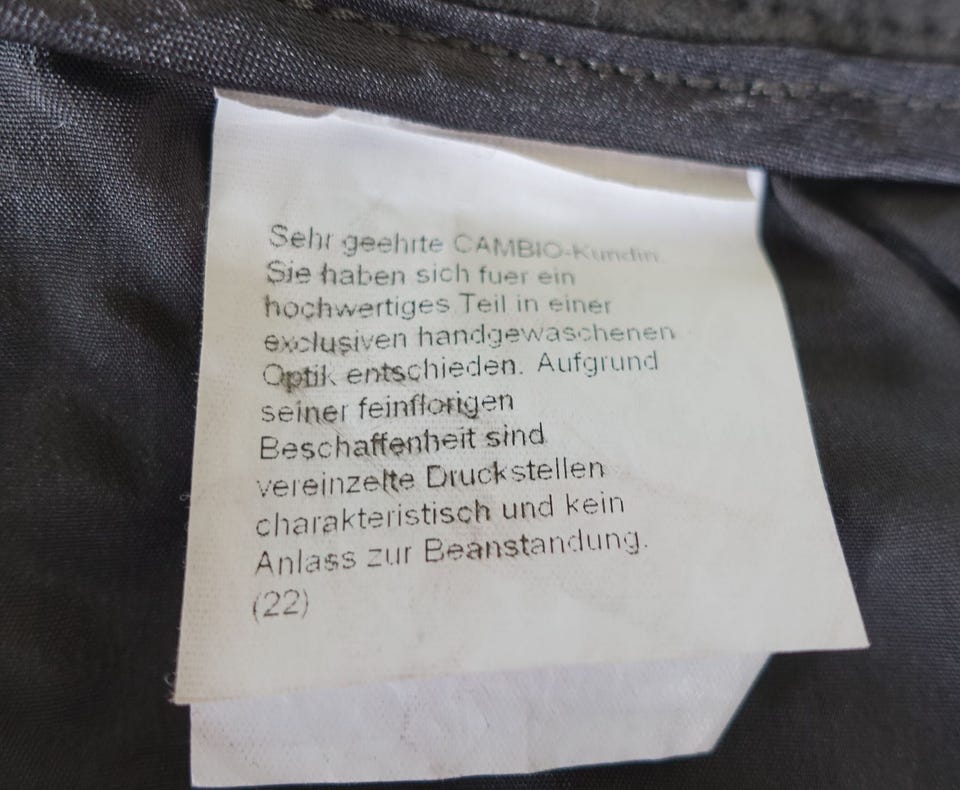 Sehr geehrte CAMBIO-Kundin.
Sie haben sich fuer ein
hochwertiges Teil in einer
exclusiven handgewaschenen
Optik entschieden. Aufgrund
seiner feinflorigen
Beschaffenheit sind
vereinzelte Druckstellen
charakteristisch und kein
Anlass zur Beanstandung.
(22)